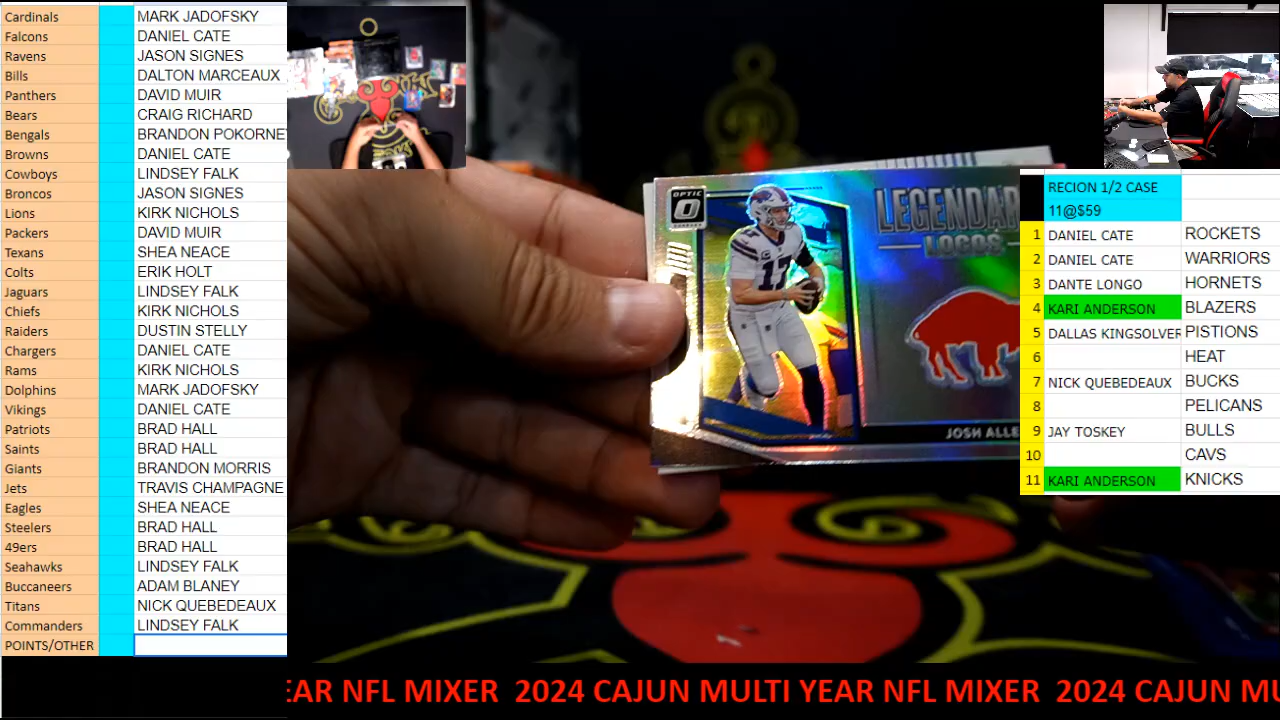 Cardinals MARK JADOFSKY
Falcons DANIEL CATE
Ravens JASON SIGNES
Bills DALTON MARCEAUX
Panthers DAVID MUIR
Bears CRAIG RICHARD
Bengals BRANDON POKORNE
Browns DANIEL CATE
Cowboys LINDSEY FALK
Broncos JASON SIGNES
Lions KIRK NICHOLS
Packers DAVID MUIR
Texans SHEA NEACE
Colts ERIK HOLT
Jaguars LINDSEY FALK
Chiefs KIRK NICHOLS
Raiders DUSTIN STELLY
Chargers DANIEL CATE
Rams KIRK NICHOLS
Dolphins MARK JADOFSKY
Vikings DANIEL CATE
Patriots BRAD HALL
Saints BRAD HALL
Giants BRANDON MORRIS
Jets TRAVIS CHAMPAGNE
Eagles SHEA NEACE
Steelers BRAD HALL
49ers BRAD HALL
Seahawks LINDSEY FALK
Buccaneers ADAM BLANEY
Titans NICK QUEBEDEAUX
Commanders LINDSEY FALK
POINTS/OTHER
OPTIC
LEGENDAR
LOGOS
17
JOSH ALLE
RECION 1/2 CASE
11@$59
1 DANIEL CATE ROCKETS
2 DANIEL CATE WARRIORS
3 DANTE LONGO HORNETS
4 KARI ANDERSON BLAZERS
5 DALLAS KINGSOLVER PISTIONS
6 HEAT
7 NICK QUEBEDEAUX BUCKS
8 PELICANS
9 JAY TOSKEY BULLS
10 CAVS
11 KARI ANDERSON KNICKS
EAR NFL MIXER 2024 CAJUN MULTI YEAR NFL MIXER 2024 CAJUN MU